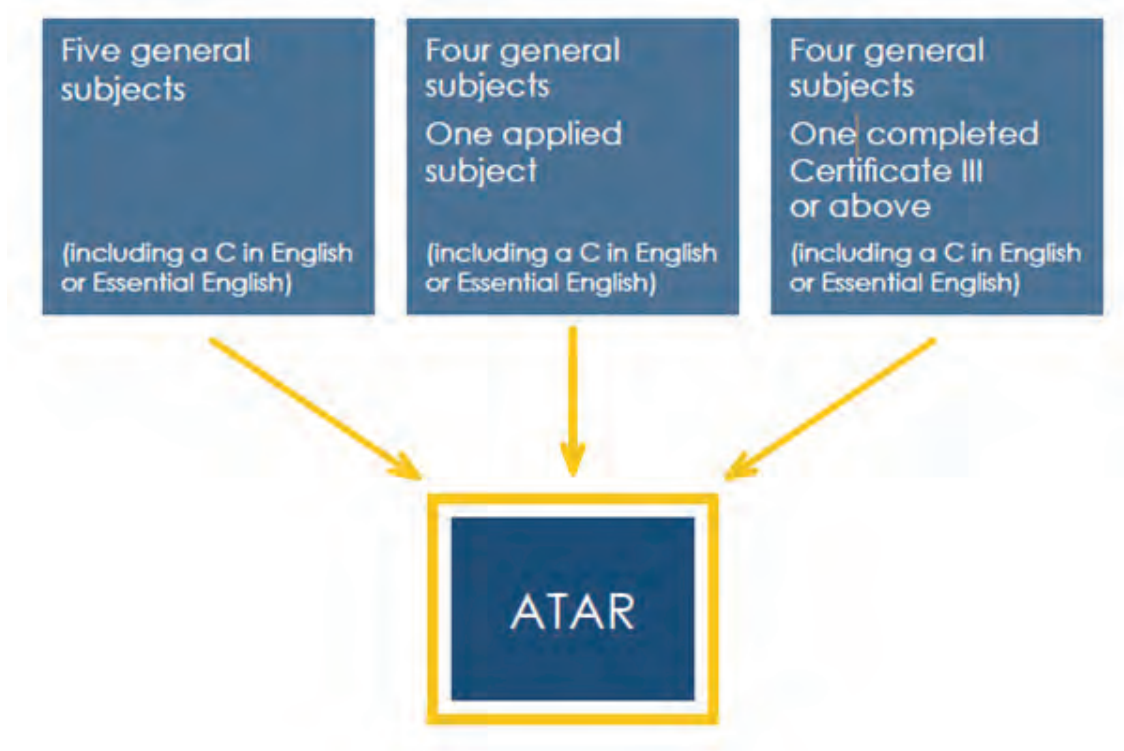 Five general
subjects
(including a C in English
or Essential English)
Four general
subjects
One applied
subject
(including a C in English
or Essential English)
Four general
subjects
One completed
Certificate III
or above
(including a C in English
or Essential English)
ATAR